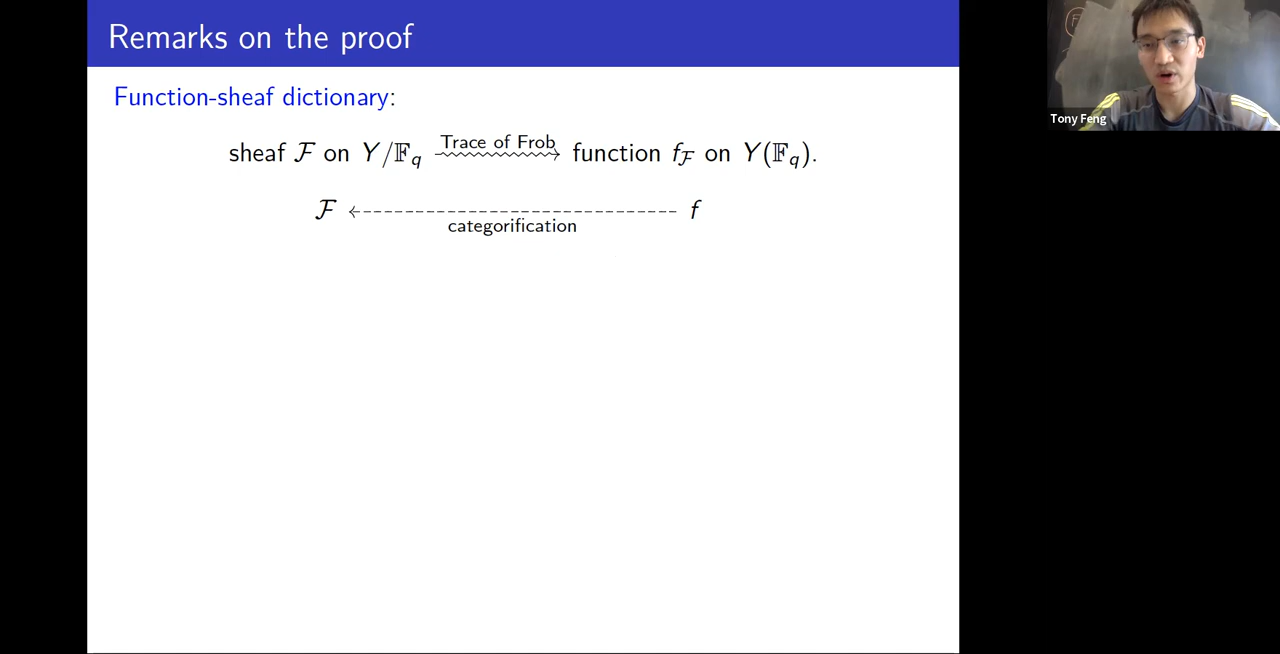 Remarks on the proof
Function-sheaf dictionary:
sheaf ℱ on Y/𝔽_q Trace of Frob function f_ℱ on Y(𝔽_q).
ℱ f
categorification
Tony Feng